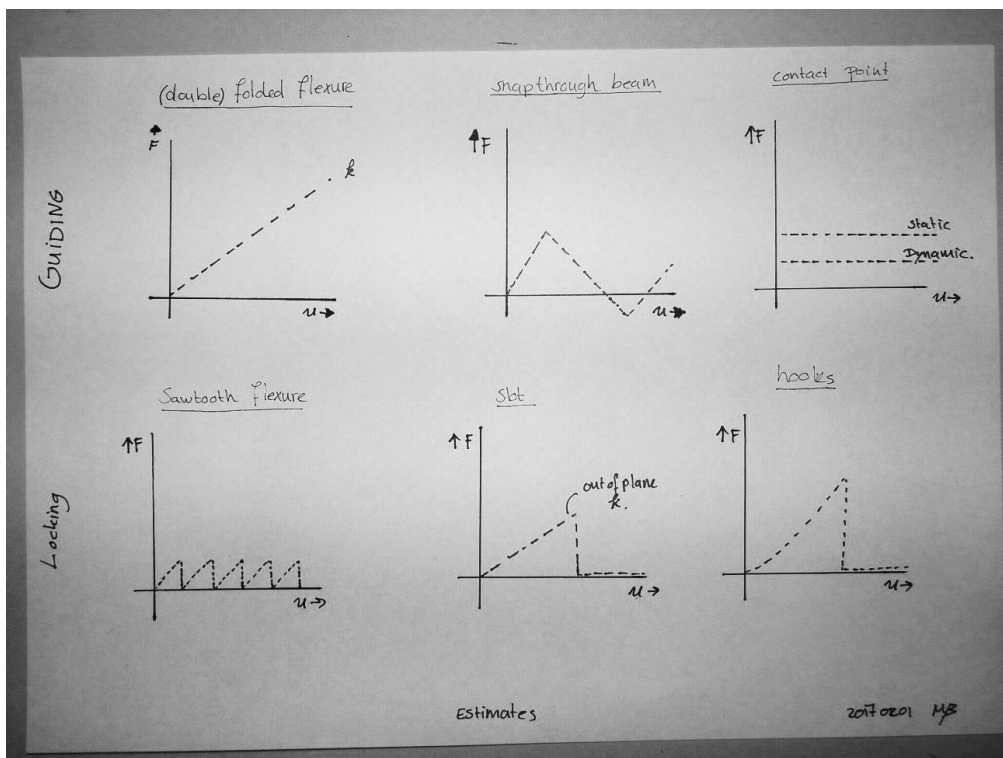 (double) folded flexure
snapthrough beam
contact point
GUIDING
F
k
u→
↑F
u→
↑F
static
Dynamic.
u→
Sawtooth flexure
Sbt
hooks
Locking
↑F
u→
↑F
out of plane
k.
u→
↑F
u→
Estimates
20170201 MB